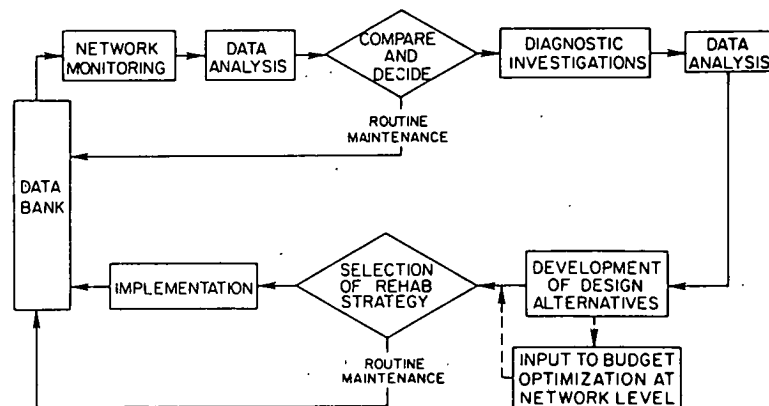 NETWORK
MONITORING
DATA
ANALYSIS
COMPARE
AND
DECIDE
DIAGNOSTIC
INVESTIGATIONS
DATA
ANALYSIS
ROUTINE
MAINTENANCE
DATA
BANK
IMPLEMENTATION
SELECTION
OF REHAB
STRATEGY
DEVELOPMENT
OF DESIGN
ALTERNATIVES
ROUTINE
MAINTENANCE
INPUT TO BUDGET
OPTIMIZATION AT
NETWORK LEVEL